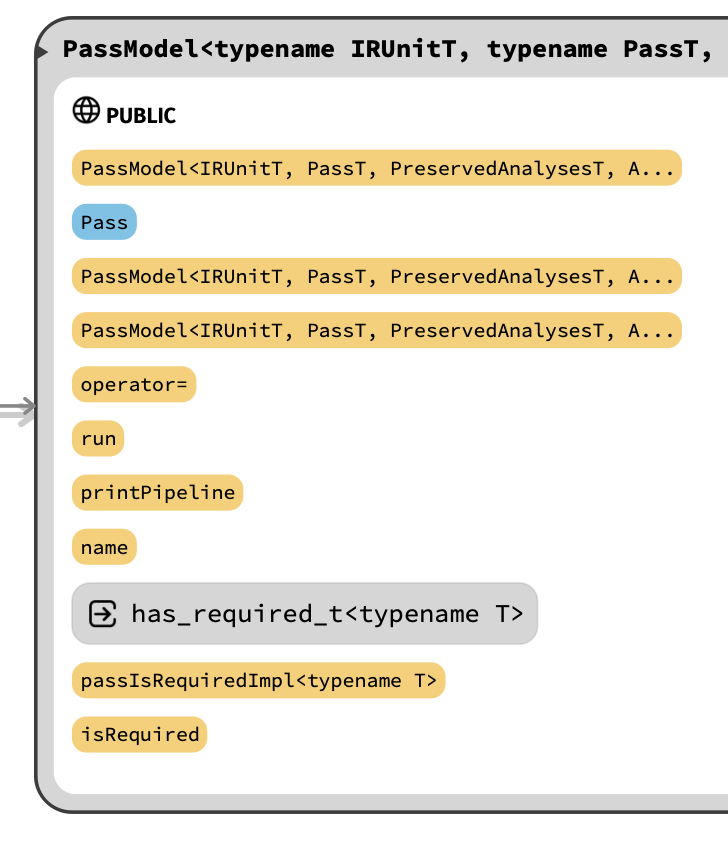 PassModel<typename IRUnitT, typename PassT,
PUBLIC
PassModel<IRUnitT, PassT, PreservedAnalysesT, A...
Pass
PassModel<IRUnitT, PassT, PreservedAnalysesT, A...
PassModel<IRUnitT, PassT, PreservedAnalysesT, A...
operator=
run
printPipeline
name
has_required_t<typename T>
passIsRequiredImpl<typename T>
isRequired